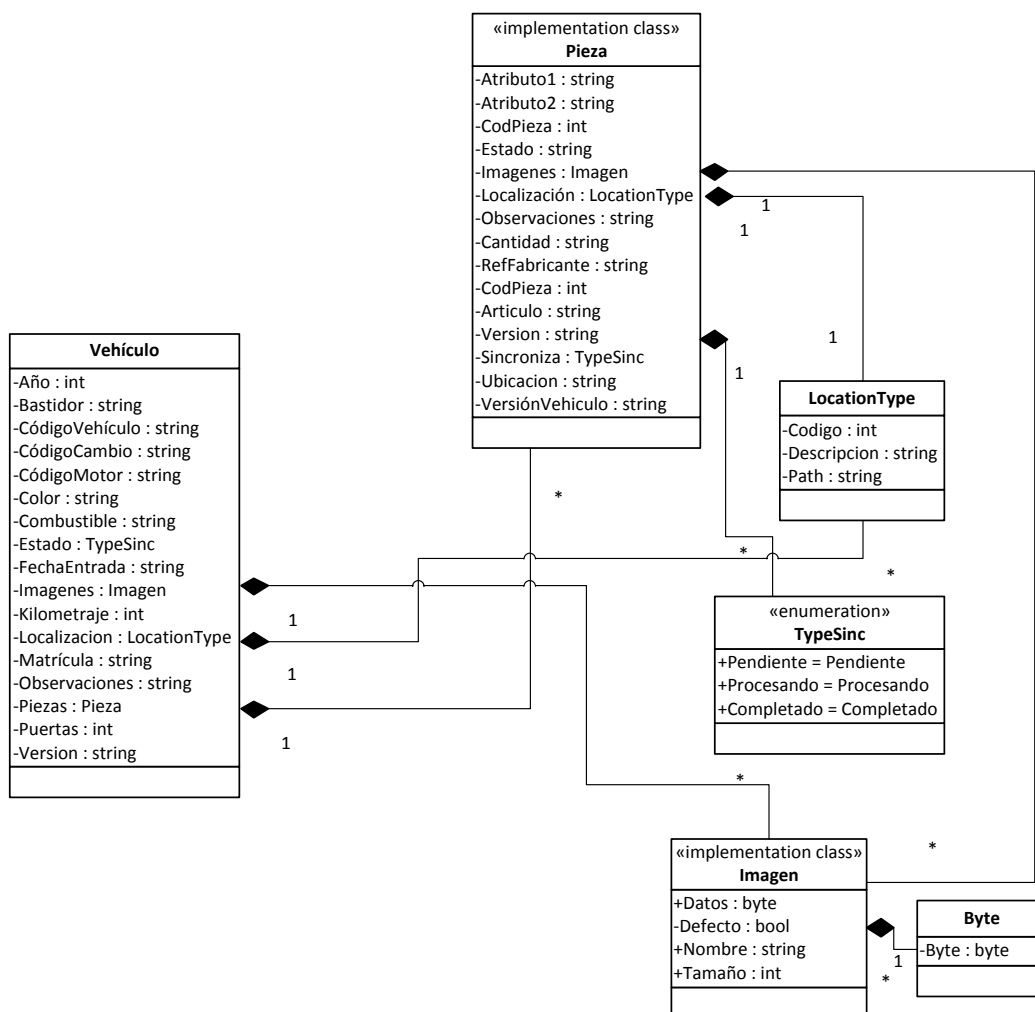 «implementation class»
Pieza
-Atributo1 : string
-Atributo2 : string
-CodPieza : int
-Estado : string
-Imagenes : Imagen
-Localización : LocationType
-Observaciones : string
-Cantidad : string
-RefFabricante : string
-CodPieza : int
-Articulo : string
-Version : string
-Sincroniza : TypeSinc
-Ubicacion : string
-VersiónVehiculo : string
1
1
1
1
Vehículo
-Año : int
-Bastidor : string
-CódigoVehículo : string
-CódigoCambio : string
-CódigoMotor : string
-Color : string
-Combustible : string
-Estado : TypeSinc
-FechaEntrada : string
-Imagenes : Imagen
-Kilometraje : int
-Localizacion : LocationType
-Matrícula : string
-Observaciones : string
-Piezas : Pieza
-Puertas : int
-Version : string
1
1
1
LocationType
-Codigo : int
-Descripcion : string
-Path : string
*
*
*
«enumeration»
TypeSinc
+Pendiente = Pendiente
+Procesando = Procesando
+Completado = Completado
*
*
«implementation class»
Imagen
+Datos : byte
-Defecto : bool
+Nombre : string
+Tamaño : int
1
*
Byte
-Byte : byte